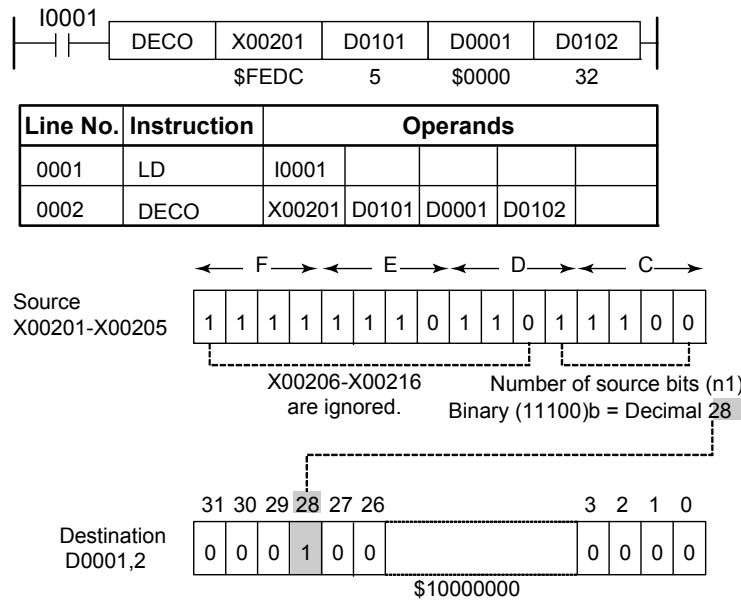 I0001
DECO X00201 D0101 D0001 D0102
$FEDC 5 $0000 32
Line No. Instruction Operands
0001 LD I0001
0002 DECO X00201 D0101 D0001 D0102
F E D C
Source
X00201-X00205
1 1 1 1 1 1 1 0 1 1 0 1 1 1 0 0
X00206-X00216
are ignored.
Number of source bits (n1)
Binary (11100)b = Decimal 28
31 30 29 28 27 26 3 2 1 0
Destination
D0001,2
0 0 0 1 0 0 0 0 0 0
$10000000